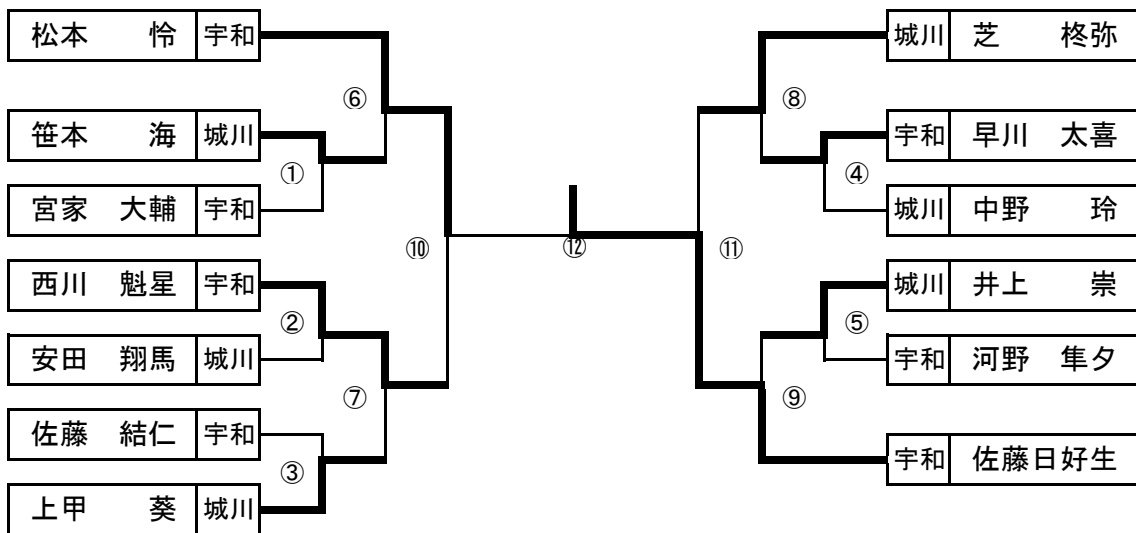 松本　怜 宇和
笹本　海 城川
宮家　大輔 宇和
西川　魁星 宇和
安田　翔馬 城川
佐藤　結仁 宇和
上甲　葵 城川
⑥
①
②
⑦
③
⑩
⑫
⑪
⑧
④
⑤
⑨
城川 芝　柊弥
宇和 早川　太喜
城川 中野　玲
城川 井上　崇
宇和 河野　隼夕
宇和 佐藤日好生